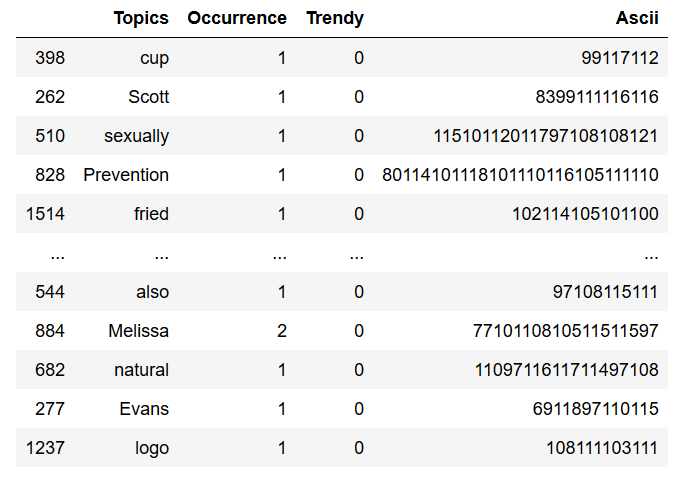 Topics Occurrence Trendy Ascii
398 cup 1 0 99117112
262 Scott 1 0 8399111116116
510 sexually 1 0 11510112011797108108121
828 Prevention 1 0 80114101118101110116105111110
1514 fried 1 0 102114105101100
... ... ... ... ...
544 also 1 0 97108115111
884 Melissa 2 0 7710110810511511597
682 natural 1 0 1109711611711497108
277 Evans 1 0 6911897110115
1237 logo 1 0 108111103111